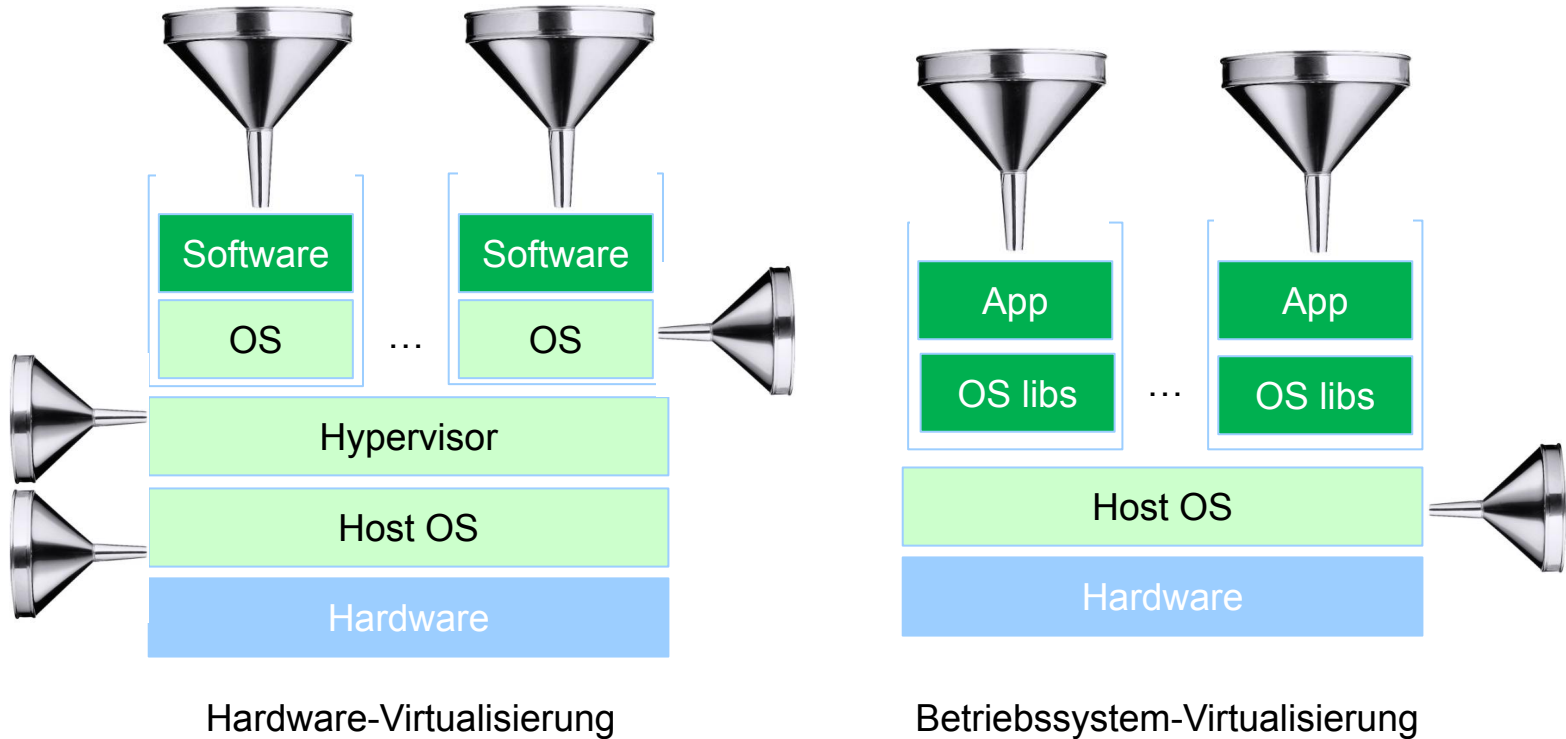 Software
Software
OS
…
OS
Hypervisor
Host OS
Hardware
Hardware-Virtualisierung
App
App
OS libs
…
OS libs
Host OS
Hardware
Betriebssystem-Virtualisierung